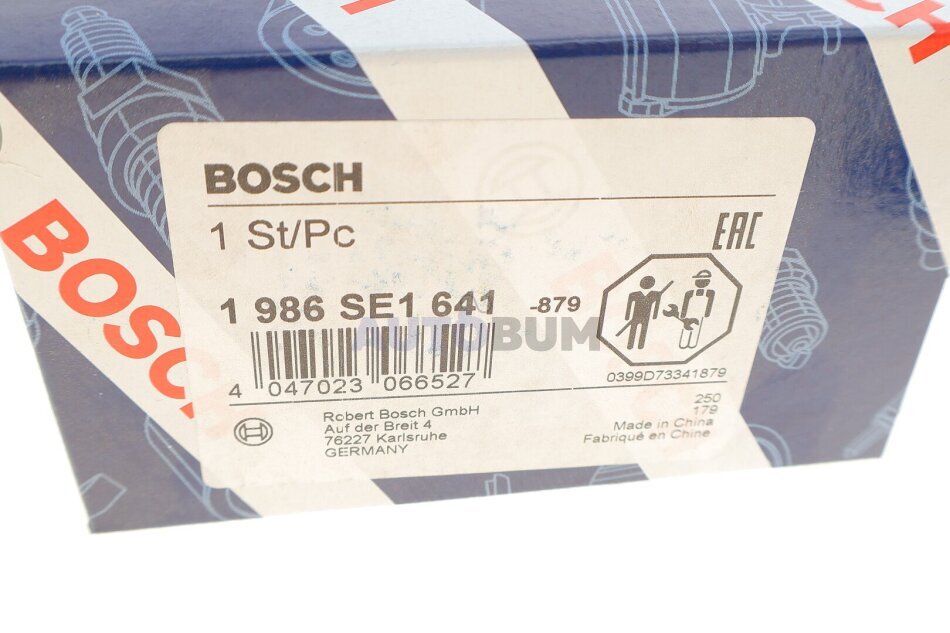 BOSCH
BOSCH
1 St/Pc
EAC
1 986 SE1 641 -879
AUTOBUM
4 047023 066527
0399D73341879
Robert Bosch GmbH
Auf der Breit 4
76227 Karlsruhe
GERMANY
250
179
Made in China
Fabriqué en Chine